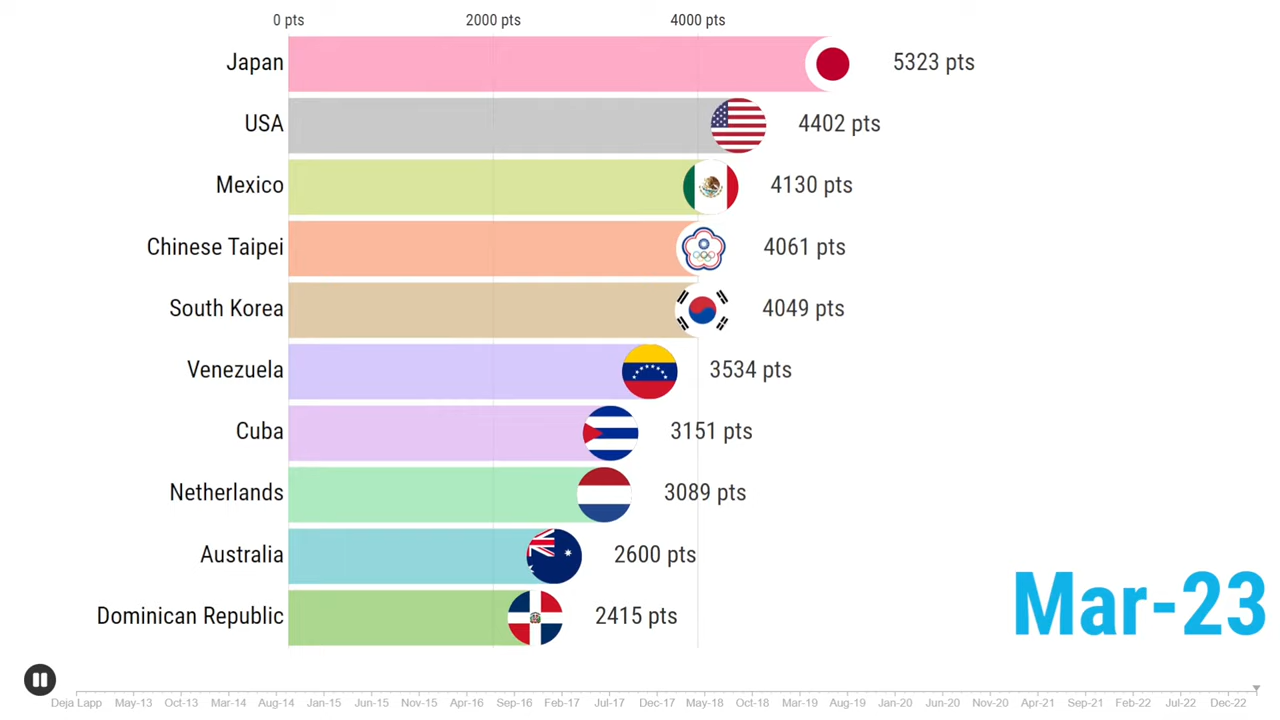 0 pts 2000 pts 4000 pts
Japan 5323 pts
USA 4402 pts
Mexico 4130 pts
Chinese Taipei 4061 pts
South Korea 4049 pts
Venezuela 3534 pts
Cuba 3151 pts
Netherlands 3089 pts
Australia 2600 pts
Dominican Republic 2415 pts
Mar-23
Deja Lapp May-13 Oct-13 Mar-14 Aug-14 Jan-15 Jun-15 Nov-15 Apr-16 Sep-16 Feb-17 Jul-17 Dec-17 May-18 Oct-18 Mar-19 Aug-19 Jan-20 Jun-20 Nov-20 Apr-21 Sep-21 Feb-22 Jul-22 Dec-22